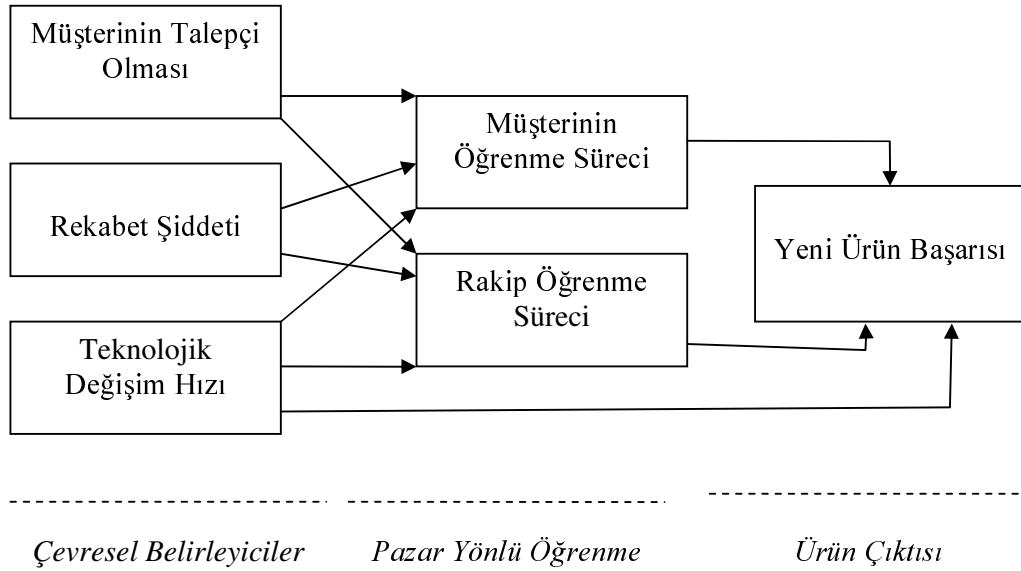 Müşterinin Talepçi
Olması
Rekabet Şiddeti
Teknolojik
Değişim Hızı
Müşterinin
Öğrenme Süreci
Rakip Öğrenme
Süreci
Yeni Ürün Başarısı
Çevresel Belirleyiciler
Pazar Yönlü Öğrenme
Ürün Çıktısı